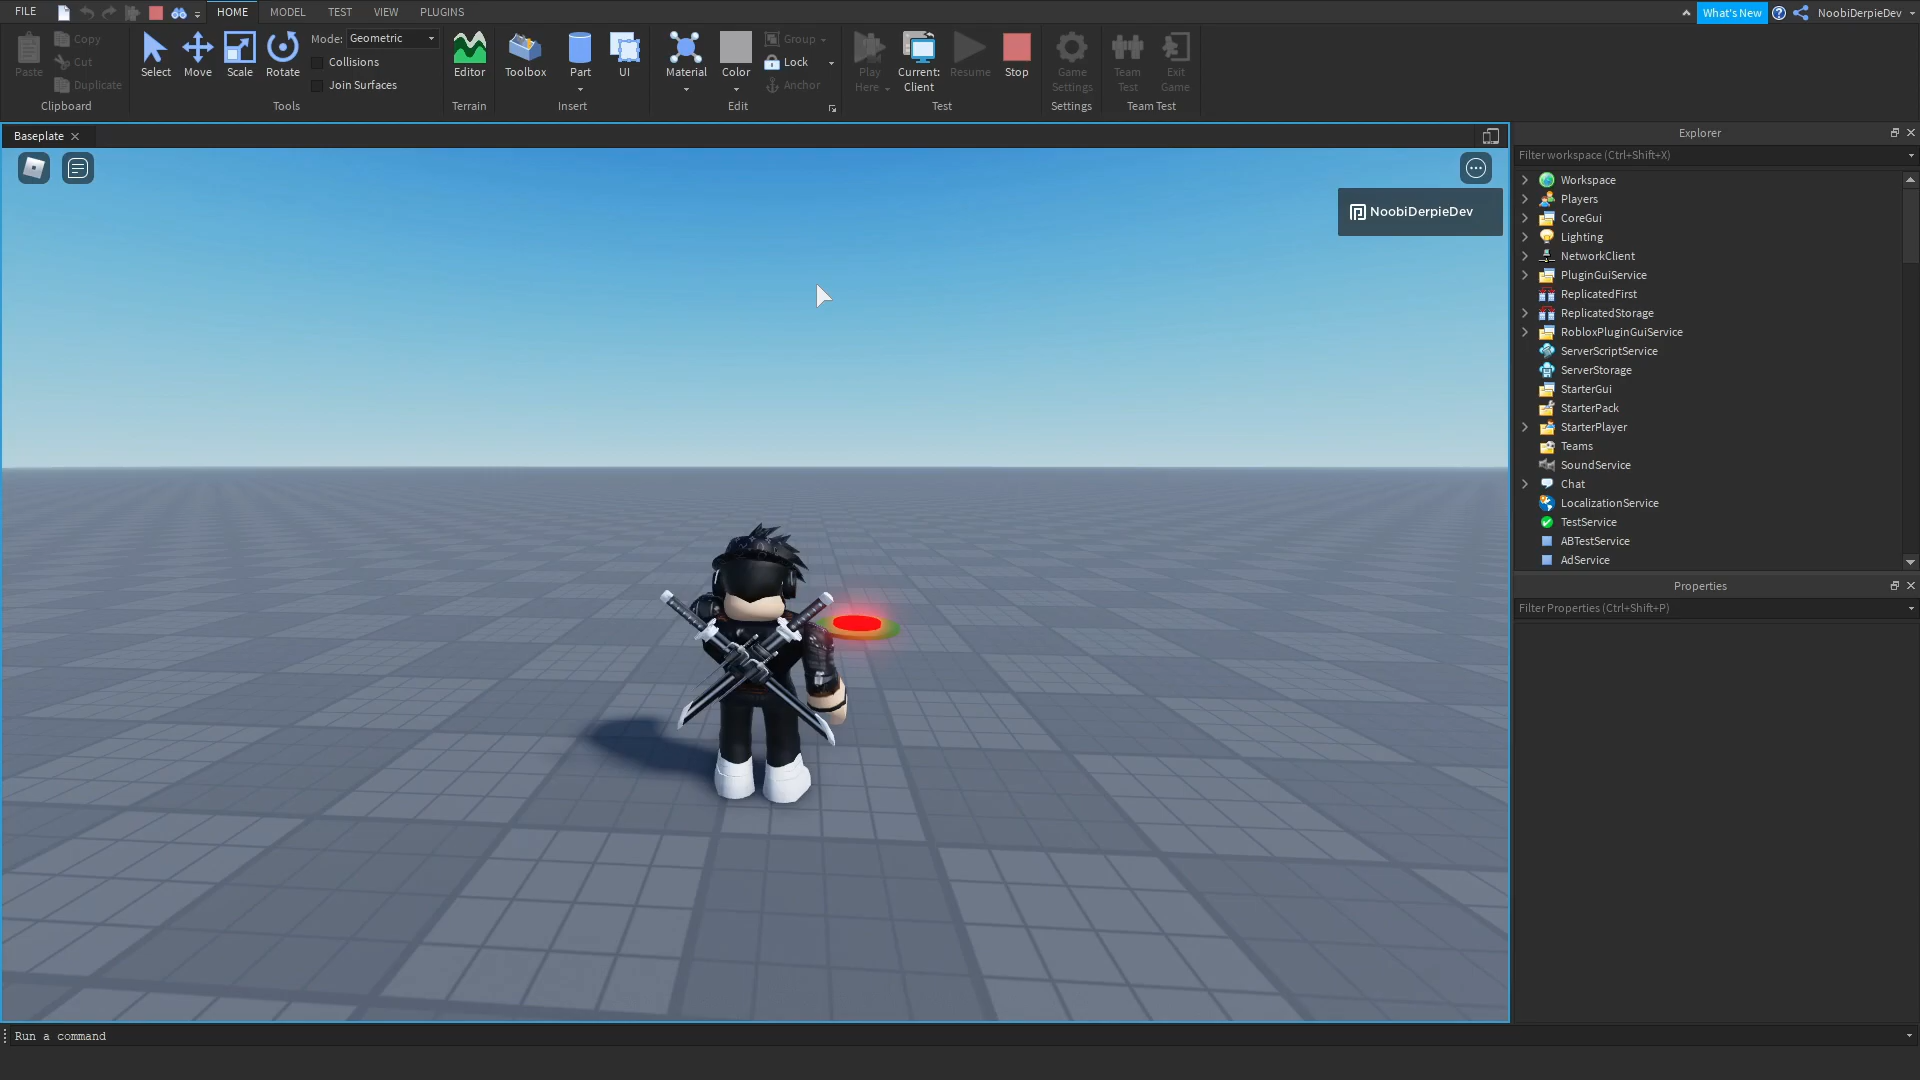 FILE HOME MODEL TEST VIEW PLUGINS What's New NoobiDerpieDev
Paste Copy Cut Duplicate
Clipboard
Select Move Scale Rotate Mode: Geometric Collisions Join Surfaces
Tools
Editor
Terrain
Toolbox Part UI
Insert
Material Color Group Lock Anchor
Edit
Play Here Current: Client Resume Stop
Test
Game Settings
Settings
Team Test Exit Game
Team Test
Baseplate
NoobiDerpieDev
Explorer
Filter workspace (Ctrl+Shift+X)
Workspace
Players
CoreGui
Lighting
NetworkClient
PluginGuiService
ReplicatedFirst
ReplicatedStorage
RobloxPluginGuiService
ServerScriptService
ServerStorage
StarterGui
StarterPack
StarterPlayer
Teams
SoundService
Chat
LocalizationService
TestService
ABTestService
AdService
Properties
Filter Properties (Ctrl+Shift+P)
Run a command